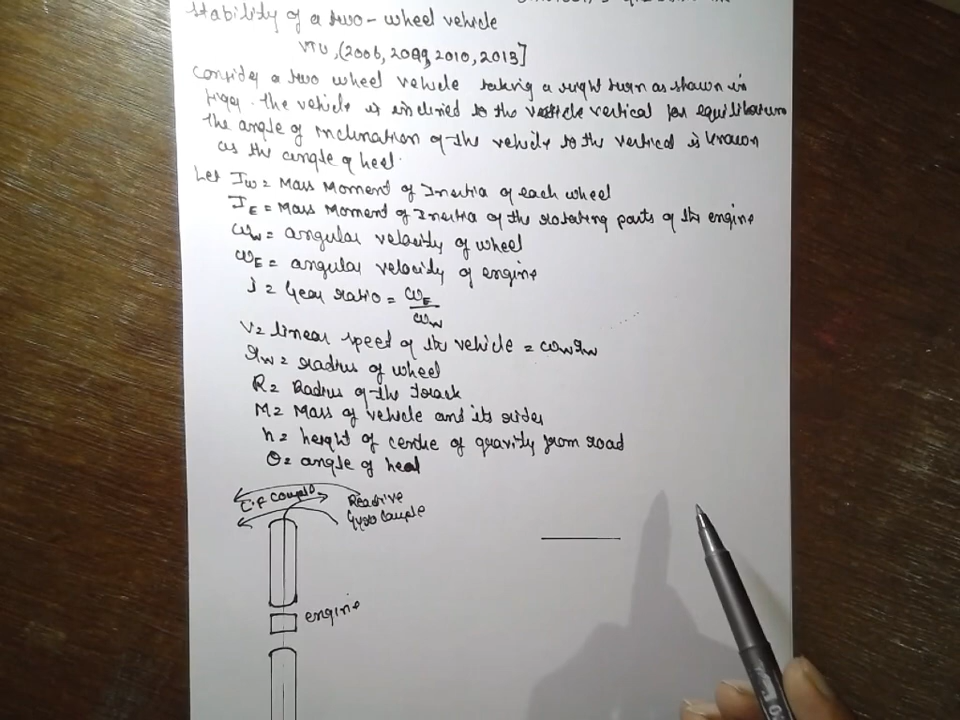 stability of a two-wheel vehicle
VTU, (2006, 2009, 2010, 2013]
Consider a two wheel vehicle taking a right turn as shown in
figer. The vehicle is inclined to the vertical for equilibrium
The angle of Inclination of the vehicle to the vertical is known
as the angle of heel.
Let Iw = Mass Moment of Inertia of each wheel
IE = Mass Moment of Inertia of the rotating parts of the engine
ωw = angular velocity of wheel
ωE = angular velocity of engine
i = Gear ratio = ωE
ωw
V = linear speed of the vehicle = ωw rw
rw = radius of wheel
R = Radius of the Track
M = Mass of vehicle and its rider
h = height of centre of gravity from road
θ = angle of heal
C.F couple Reactive
Gyro couple
engine